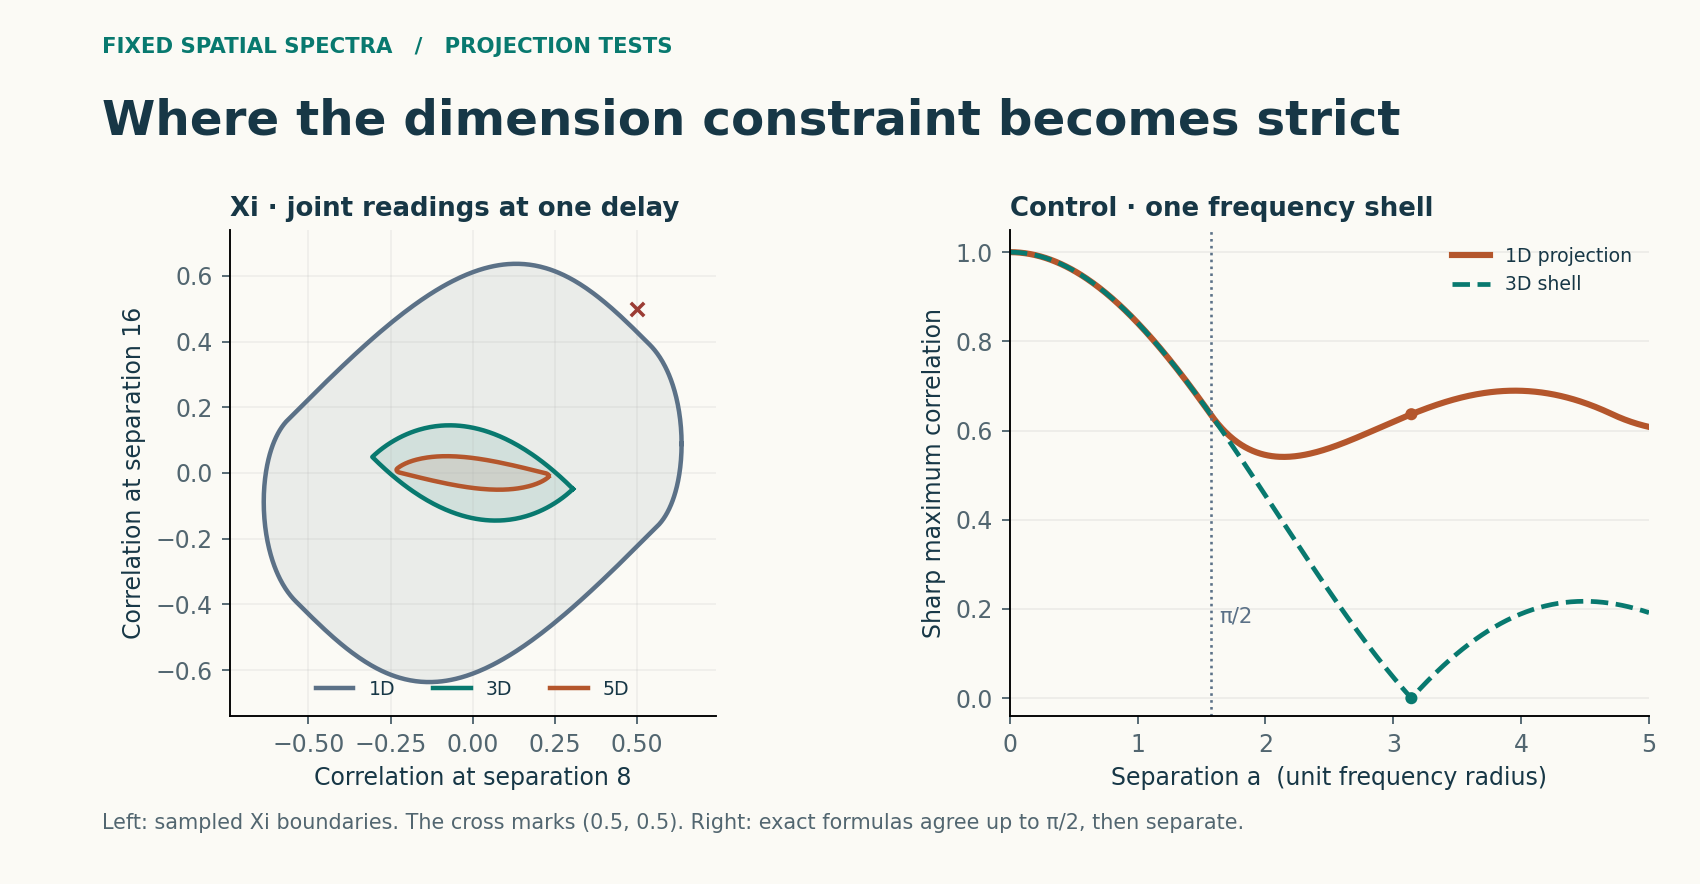 FIXED SPATIAL SPECTRA / PROJECTION TESTS
Where the dimension constraint becomes strict
Xi · joint readings at one delay
Correlation at separation 16
0.6
0.4
0.2
0.0
−0.2
−0.4
−0.6
1D 3D 5D
−0.50 −0.25 0.00 0.25 0.50
Correlation at separation 8
Control · one frequency shell
Sharp maximum correlation
1.0
0.8
0.6
0.4
0.2
0.0
1D projection
3D shell
π/2
0 1 2 3 4 5
Separation a (unit frequency radius)
Left: sampled Xi boundaries. The cross marks (0.5, 0.5). Right: exact formulas agree up to π/2, then separate.